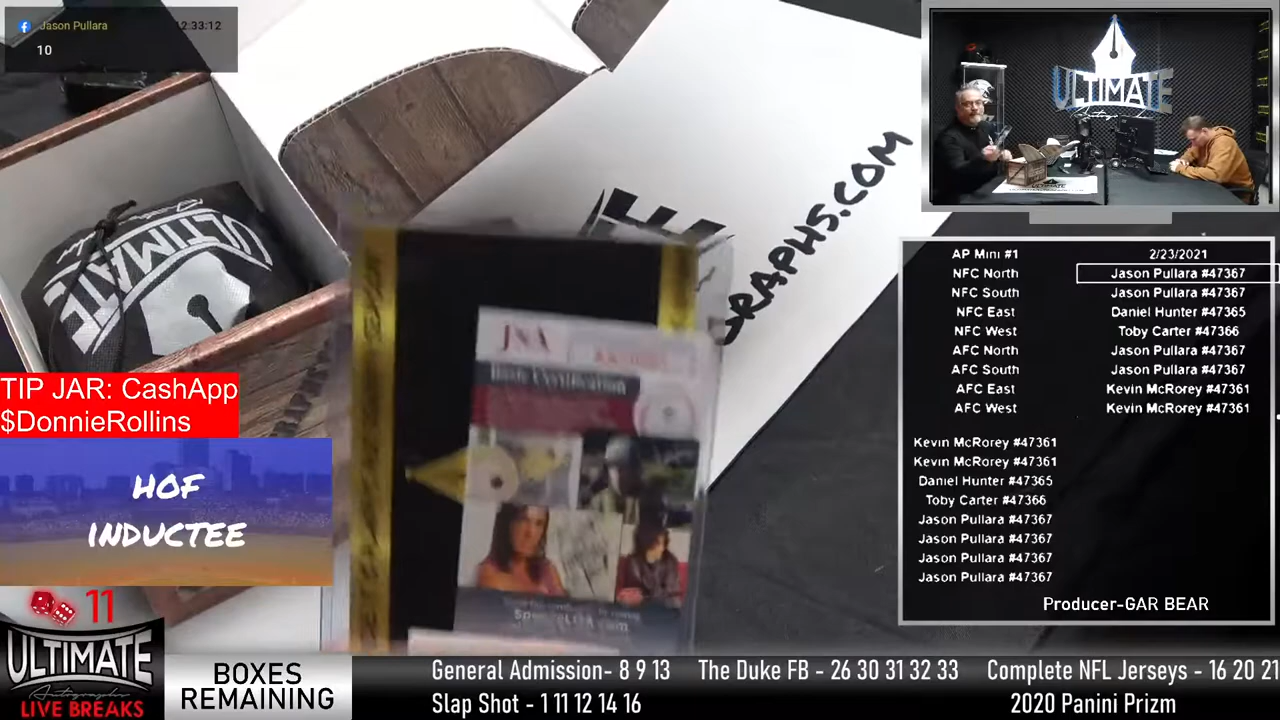 Jason Pullara 12:33:12
10
ULTIMATE
GRAPHS.COM
ULTIMATE
JSA
TIP JAR: CashApp
$DonnieRollins
HOF
INDUCTEE
11
ULTIMATE
Autographs
LIVE BREAKS
BOXES
REMAINING
AP Mini #1 2/23/2021
NFC North Jason Pullara #47367
NFC South Jason Pullara #47367
NFC East Daniel Hunter #47365
NFC West Toby Carter #47366
AFC North Jason Pullara #47367
AFC South Jason Pullara #47367
AFC East Kevin McRorey #47361
AFC West Kevin McRorey #47361
Kevin McRorey #47361
Kevin McRorey #47361
Daniel Hunter #47365
Toby Carter #47366
Jason Pullara #47367
Jason Pullara #47367
Jason Pullara #47367
Jason Pullara #47367
Producer-GAR BEAR
General Admission- 8 9 13 The Duke FB - 26 30 31 32 33 Complete NFL Jerseys - 16 20 21
Slap Shot - 1 11 12 14 16 2020 Panini Prizm